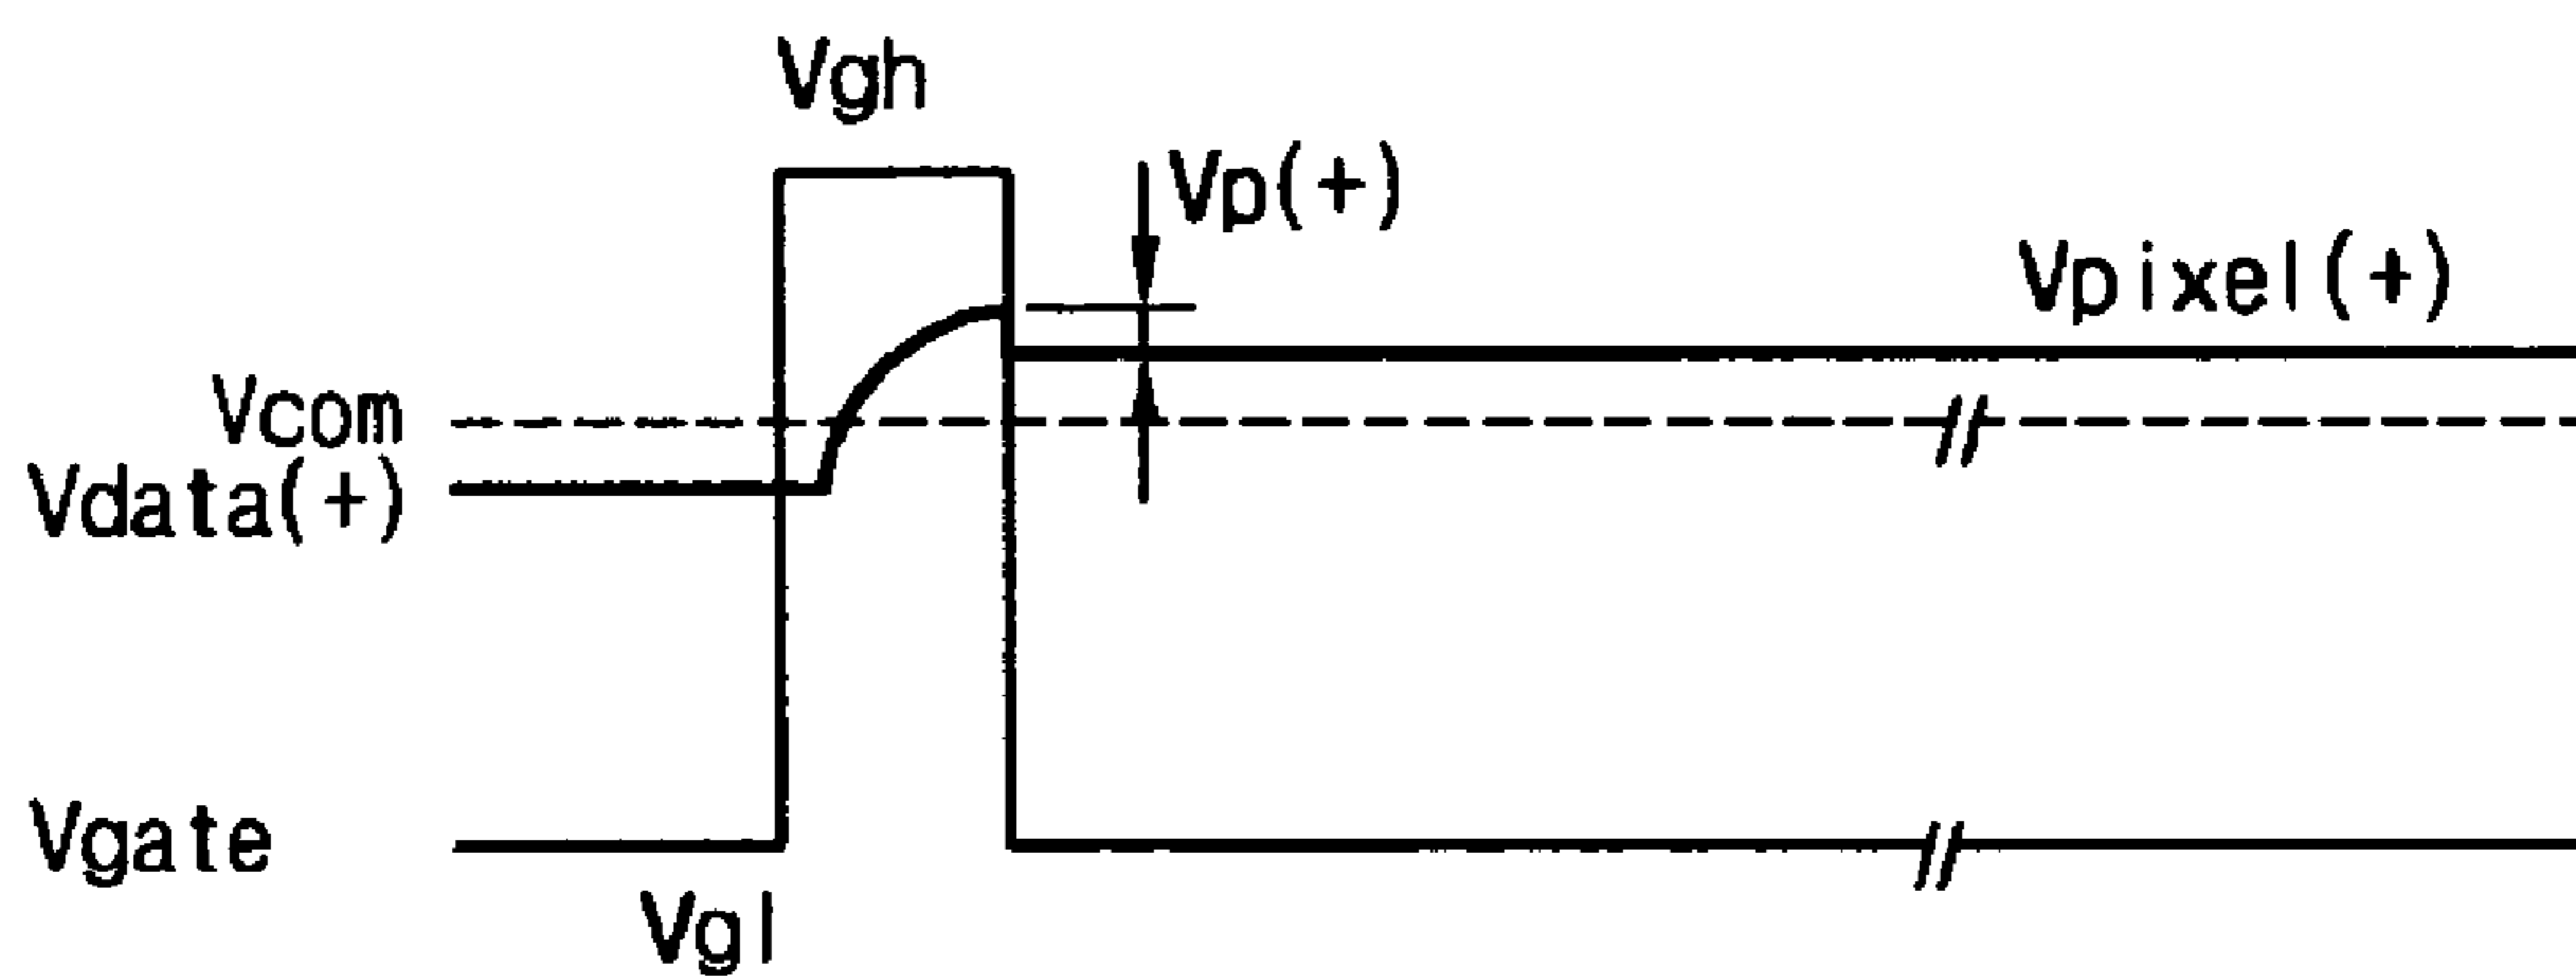 Vgh
Vp(+)
Vpixel(+)
Vcom
Vdata(+)
Vgate
Vgl